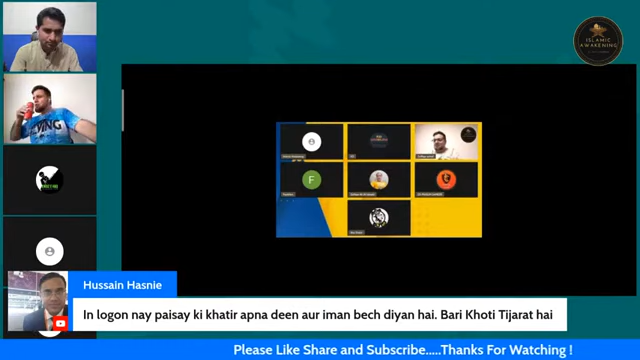 ISLAMIC
AWAKENING
F
Hussain Hasnie
In logon nay paisay ki khatir apna deen aur iman bech diyan hai. Bari Khoti Tijarat hai
Please Like Share and Subscribe.....Thanks For Watching !